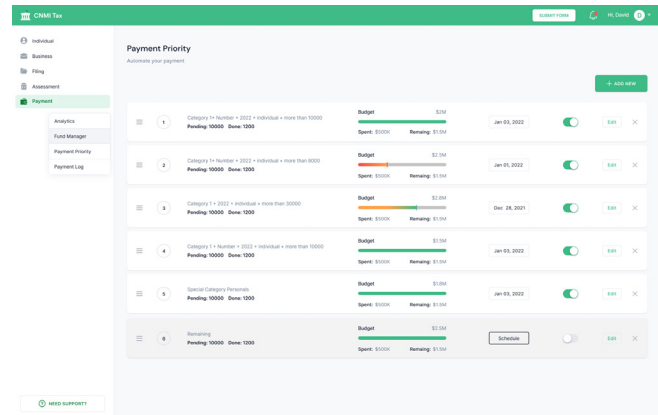 CNMI Tax
SUBMIT FORM
Hi, David
D
Individual
Business
Filing
Assessment
Payment
Analytics
Fund Manager
Payment Priority
Payment Log
NEED SUPPORT?
Payment Priority
Automate your payment
+ ADD NEW
1
Category 1+ Number + 2022 + individual + more than 10000
Pending: 10000 Done: 1200
Budget $2M
Spent: $500K Remaing: $1.5M
Jan 03, 2022
Edit
2
Category 1+ Number + 2022 + individual + more than 8000
Pending: 10000 Done: 1200
Budget $2.5M
Spent: $500K Remaing: $1.5M
Jan 01, 2022
Edit
3
Category 1 + 2022 + individual + more than 30000
Pending: 10000 Done: 1200
Budget $2.8M
Spent: $500K Remaing: $1.5M
Dec. 28, 2021
Edit
4
Category 1 + Number + 2022 + individual + more than 10000
Pending: 10000 Done: 1200
Budget $1.5M
Spent: $500K Remaing: $1.5M
Jan 03, 2022
Edit
5
Special Category Personals
Pending: 10000 Done: 1200
Budget $1.8M
Spent: $500K Remaing: $1.5M
Jan 03, 2022
Edit
6
Remaining
Pending: 10000 Done: 1200
Budget $2.5M
Spent: $500K Remaing: $1.5M
Schedule
Edit